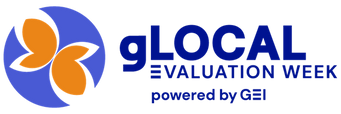 gLOCAL
EVALUATION WEEK
powered by GEI